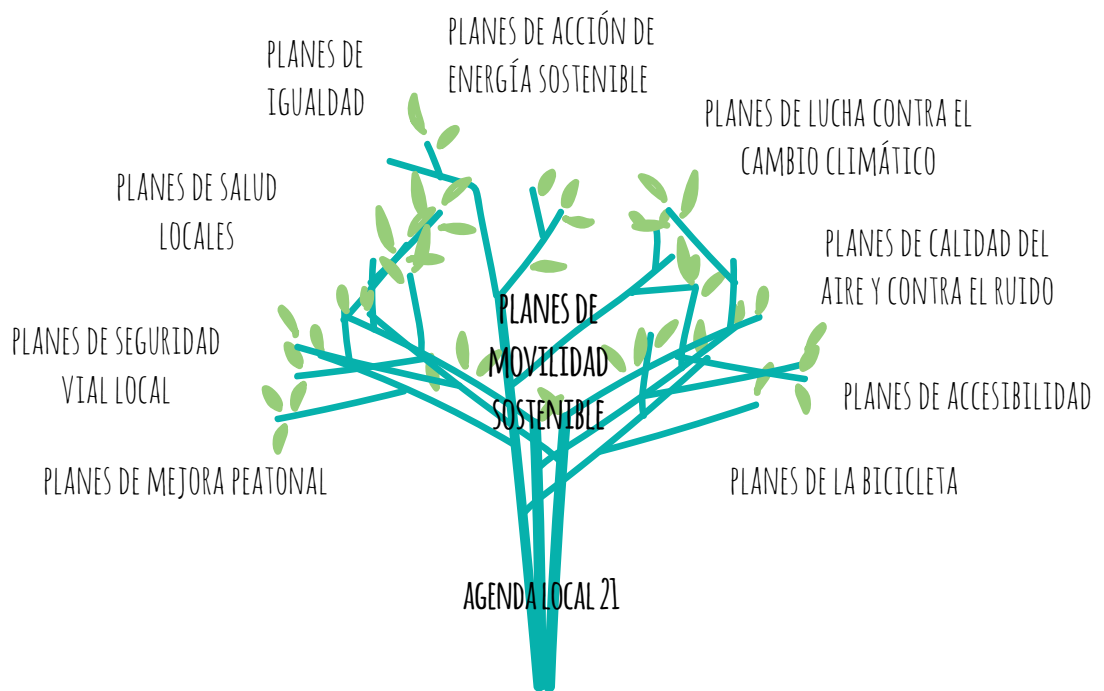 PLANES DE
IGUALDAD
PLANES DE ACCIÓN DE
ENERGÍA SOSTENIBLE
PLANES DE LUCHA CONTRA EL
CAMBIO CLIMÁTICO
PLANES DE SALUD
LOCALES
PLANES DE CALIDAD DEL
AIRE Y CONTRA EL RUIDO
PLANES DE SEGURIDAD
VIAL LOCAL
PLANES DE
MOVILIDAD
SOSTENIBLE
PLANES DE ACCESIBILIDAD
PLANES DE MEJORA PEATONAL
PLANES DE LA BICICLETA
AGENDA LOCAL 21